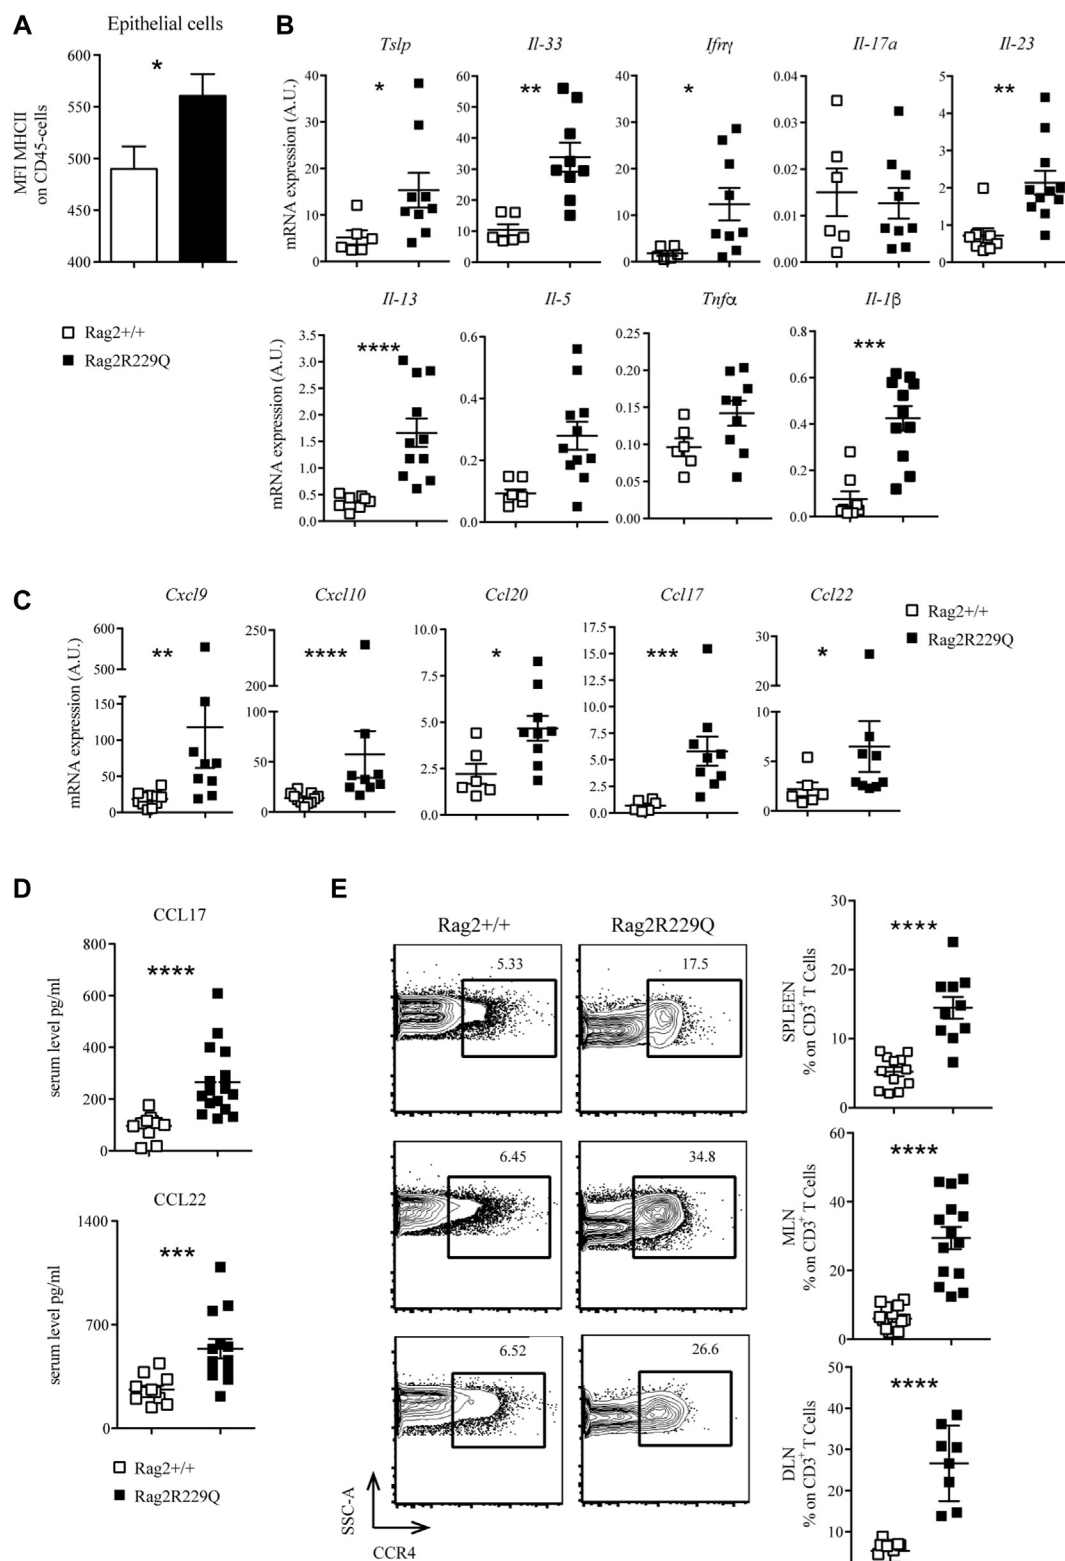 A
Epithelial cells
MFI MHCII
on CD45-cells
600
550
500
450
400
*
Rag2+/+
Rag2R229Q
B
Tslp
Il-33
Ifnγ
Il-17a
Il-23
mRNA expression (A.U.)
40
30
20
10
0
*
60
50
40
30
20
10
0
**
40
30
20
10
0
*
0.04
0.03
0.02
0.01
0.00
5
4
3
2
1
0
**
Il-13
Il-5
Tnfα
Il-1β
mRNA expression (A.U.)
3.5
3.0
2.5
2.0
1.5
1.0
0.5
0.0
****
0.6
0.4
0.2
0.0
0.25
0.20
0.15
0.10
0.05
0.00
0.8
0.6
0.4
0.2
0.0
***
C
Cxcl9
Cxcl10
Ccl20
Ccl17
Ccl22
Rag2+/+
Rag2R229Q
mRNA expression (A.U.)
600
500
150
100
50
0
**
250
200
100
50
0
****
10.0
7.5
5.0
2.5
0.0
*
17.5
15.0
12.5
10.0
7.5
5.0
2.5
0.0
***
30
20
10
5
0
*
D
CCL17
serum level pg/ml
800
600
400
200
0
****
CCL22
serum level pg/ml
1400
700
0
***
Rag2+/+
Rag2R229Q
E
Rag2+/+
Rag2R229Q
5.33
17.5
6.45
34.8
6.52
26.6
SSC-A
CCR4
SPLEEN
% on CD3+ T Cells
30
20
10
0
****
MLN
% on CD3+ T Cells
60
40
20
0
****
DLN
% on CD3+ T Cells
50
40
30
20
10
****